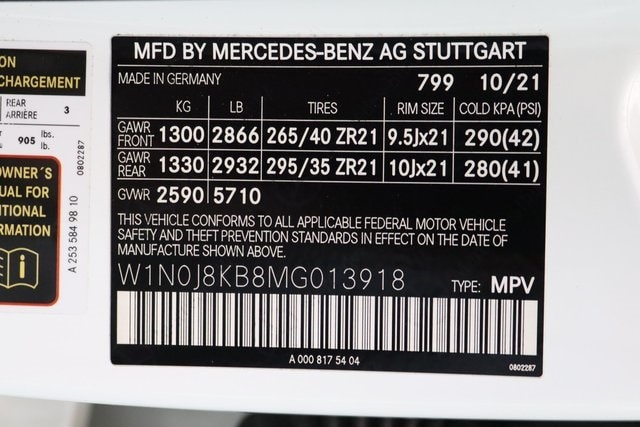 MFD BY MERCEDES-BENZ AG STUTTGART
MADE IN GERMANY 799 10/21
KG LB TIRES RIM SIZE COLD KPA(PSI)
GAWR FRONT 1300 2866 265/40 ZR21 9.5Jx21 290(42)
GAWR REAR 1330 2932 295/35 ZR21 10Jx21 280(41)
GVWR 2590 5710
THIS VEHICLE CONFORMS TO ALL APPLICABLE FEDERAL MOTOR VEHICLE
SAFETY AND THEFT PREVENTION STANDARDS IN EFFECT ON THE DATE OF
MANUFACTURE SHOWN ABOVE.
W1N0J8KB8MG013918 TYPE: MPV
A 000 817 54 04
0802287
ON
CHARGEMENT
REAR
ARRIÈRE 3
905 lbs.
lb.
0802287
OWNER´S
UAL FOR
ITIONAL
RMATION
A 253 584 98 10